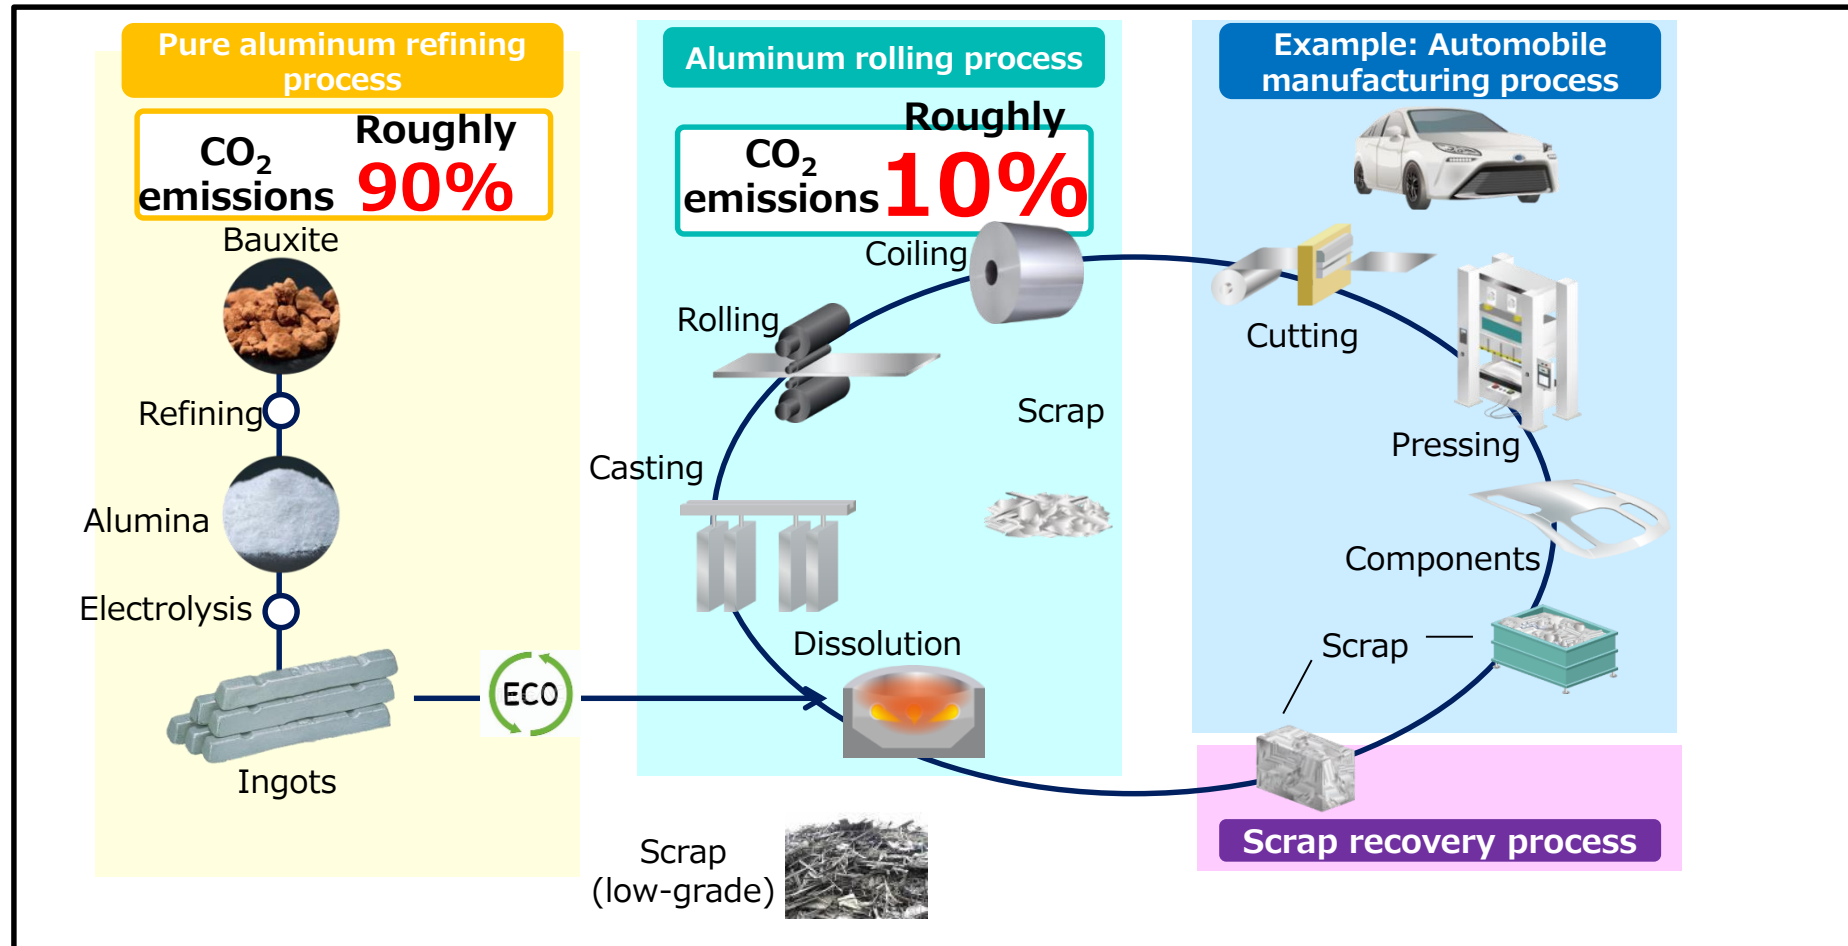 Pure aluminum refining
process
CO₂
emissions
Roughly
90%
Bauxite
Refining
Alumina
Electrolysis
Ingots
ECO
Aluminum rolling process
CO₂
emissions
Roughly
10%
Coiling
Rolling
Scrap
Casting
Dissolution
Scrap
(low-grade)
Example: Automobile
manufacturing process
Cutting
Pressing
Components
Scrap
Scrap recovery process